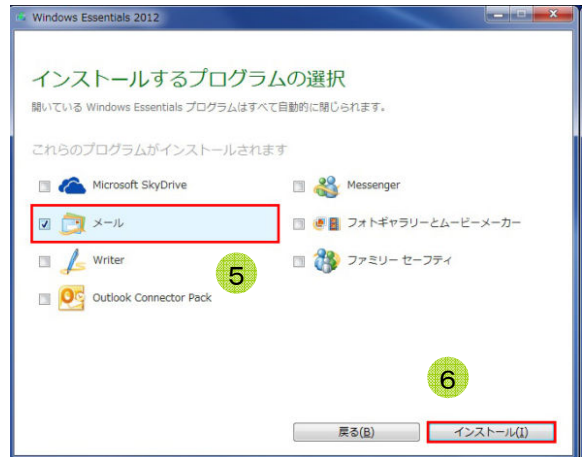 Windows Essentials 2012
インストールするプログラムの選択
開いている Windows Essentials プログラムはすべて自動的に閉じられます。
これらのプログラムがインストールされます
Microsoft SkyDrive
Messenger
メール
フォトギャラリーとムービーメーカー
Writer
ファミリー セーフティ
5
Outlook Connector Pack
6
戻る(B)
インストール(I)